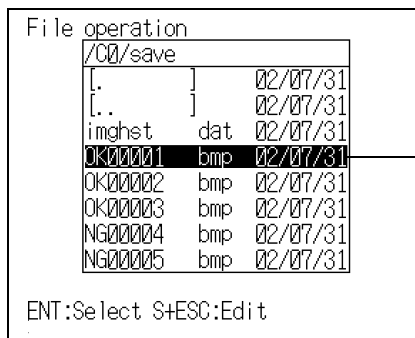 File operation
/C0/save
[. ] 02/07/31
[.. ] 02/07/31
imghst dat 02/07/31
OK00001 bmp 02/07/31
OK00002 bmp 02/07/31
OK00003 bmp 02/07/31
NG00004 bmp 02/07/31
NG00005 bmp 02/07/31
ENT:Select S+ESC:Edit